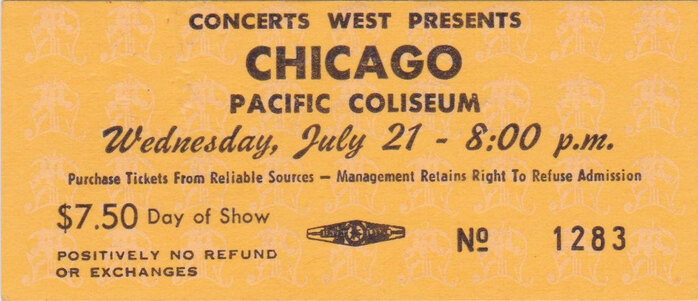 CONCERTS WEST PRESENTS
CHICAGO
PACIFIC COLISEUM
Wednesday, July 21 - 8:00 p.m.
Purchase Tickets From Reliable Sources — Management Retains Right To Refuse Admission
$7.50 Day of Show
Nº 1283
POSITIVELY NO REFUND
OR EXCHANGES